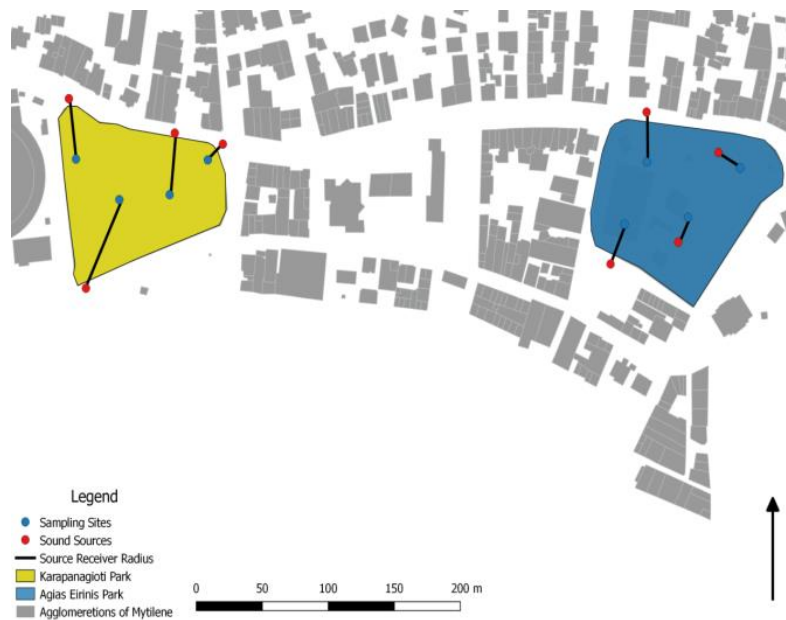 Legend
Sampling Sites
Sound Sources
Source Receiver Radius
Karapanagioti Park
Agias Eirinis Park
Agglomeretions of Mytilene
0 50 100 150 200 m